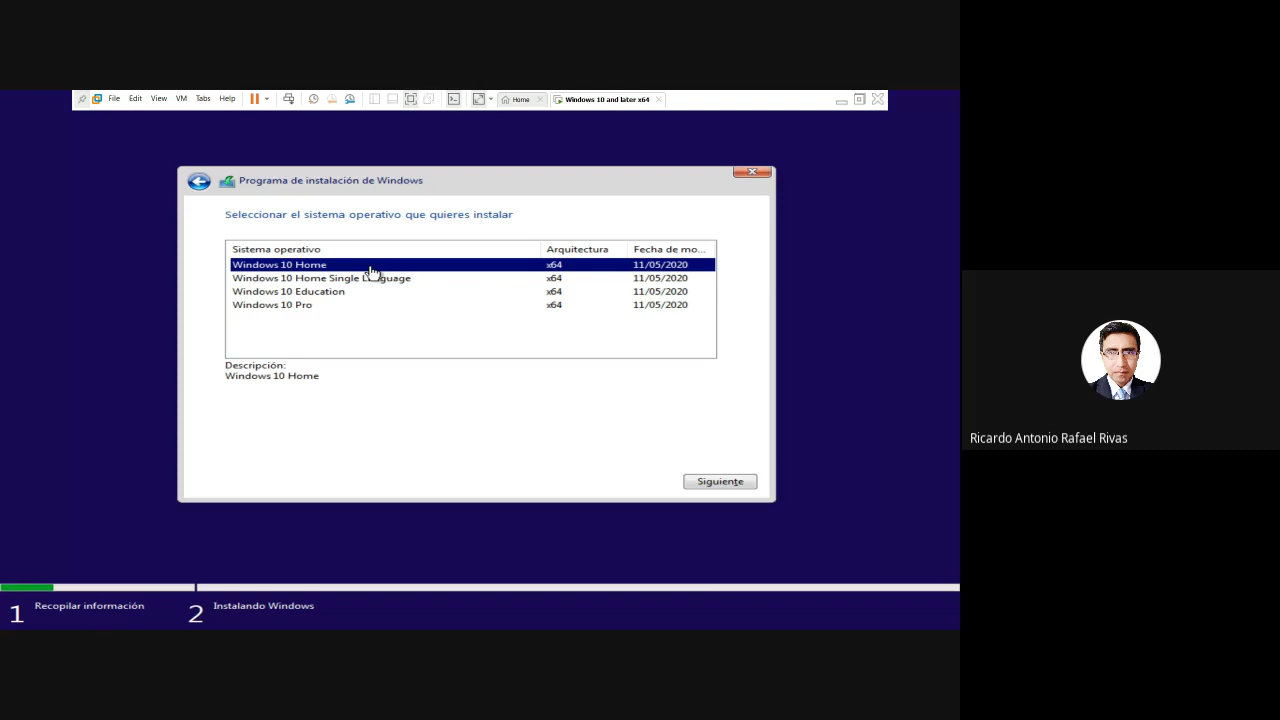 File Edit View VM Tabs Help Home Windows 10 and later x64
Programa de instalación de Windows
Seleccionar el sistema operativo que quieres instalar
Sistema operativo Arquitectura Fecha de mo...
Windows 10 Home x64 11/05/2020
Windows 10 Home Single Language x64 11/05/2020
Windows 10 Education x64 11/05/2020
Windows 10 Pro x64 11/05/2020
Descripción:
Windows 10 Home
Siguiente
1 Recopilar información 2 Instalando Windows
Ricardo Antonio Rafael Rivas